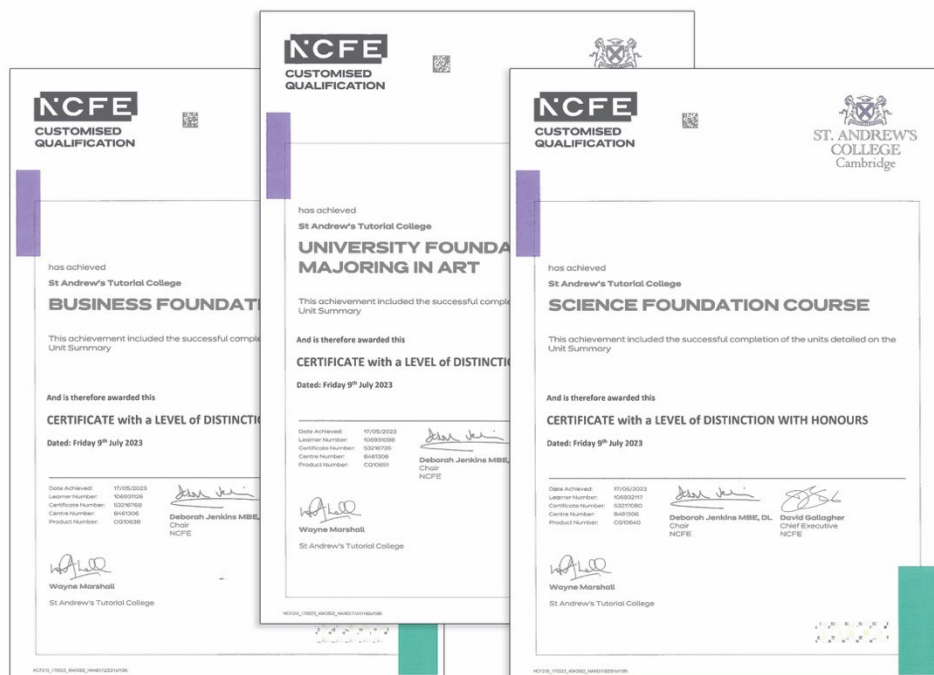 NCFE
CUSTOMISED
QUALIFICATION
has achieved
St Andrew's Tutorial College
BUSINESS FOUNDATI
This achievement included the successful comple
Unit Summary
And is therefore awarded this
CERTIFICATE with a LEVEL of DISTINCTIO
Dated: Friday 9th July 2023
Date Achieved: 17/05/2023
Learner Number: 106931126
Certificate Number: 53216768
Centre Number: 8461306
Product Number: CQ10638
Deborah Jenkins MBE,
Chair
NCFE
Wayne Marshall
St Andrew's Tutorial College
NCFE
CUSTOMISED
QUALIFICATION
has achieved
St Andrew's Tutorial College
UNIVERSITY FOUNDA
MAJORING IN ART
This achievement included the successful comple
Unit Summary
And is therefore awarded this
CERTIFICATE with a LEVEL of DISTINCTIO
Dated: Friday 9th July 2023
Date Achieved: 17/05/2023
Learner Number: 106931098
Certificate Number: 53216735
Centre Number: 8461306
Product Number: CQ10651
Deborah Jenkins MBE,
Chair
NCFE
Wayne Marshall
St Andrew's Tutorial College
NCFE
CUSTOMISED
QUALIFICATION
ST. ANDREW'S
COLLEGE
Cambridge
has achieved
St Andrew's Tutorial College
SCIENCE FOUNDATION COURSE
This achievement included the successful completion of the units detailed on the
Unit Summary
And is therefore awarded this
CERTIFICATE with a LEVEL of DISTINCTION WITH HONOURS
Dated: Friday 9th July 2023
Date Achieved: 17/05/2023
Learner Number: 106932117
Certificate Number: 53217080
Centre Number: 8461306
Product Number: CQ10640
Deborah Jenkins MBE, DL
Chair
NCFE
David Gallagher
Chief Executive
NCFE
Wayne Marshall
St Andrew's Tutorial College